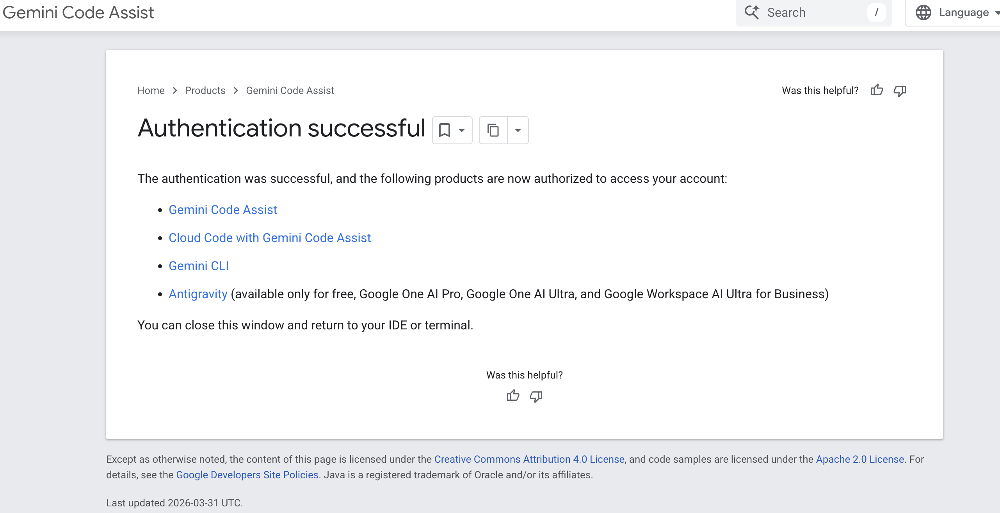 Gemini Code Assist
Search
/
Language
Home
Products
Gemini Code Assist
Was this helpful?
Authentication successful
The authentication was successful, and the following products are now authorized to access your account:
Gemini Code Assist
Cloud Code with Gemini Code Assist
Gemini CLI
Antigravity (available only for free, Google One AI Pro, Google One AI Ultra, and Google Workspace AI Ultra for Business)
You can close this window and return to your IDE or terminal.
Was this helpful?
Except as otherwise noted, the content of this page is licensed under the Creative Commons Attribution 4.0 License, and code samples are licensed under the Apache 2.0 License. For
details, see the Google Developers Site Policies. Java is a registered trademark of Oracle and/or its affiliates.
Last updated 2026-03-31 UTC.